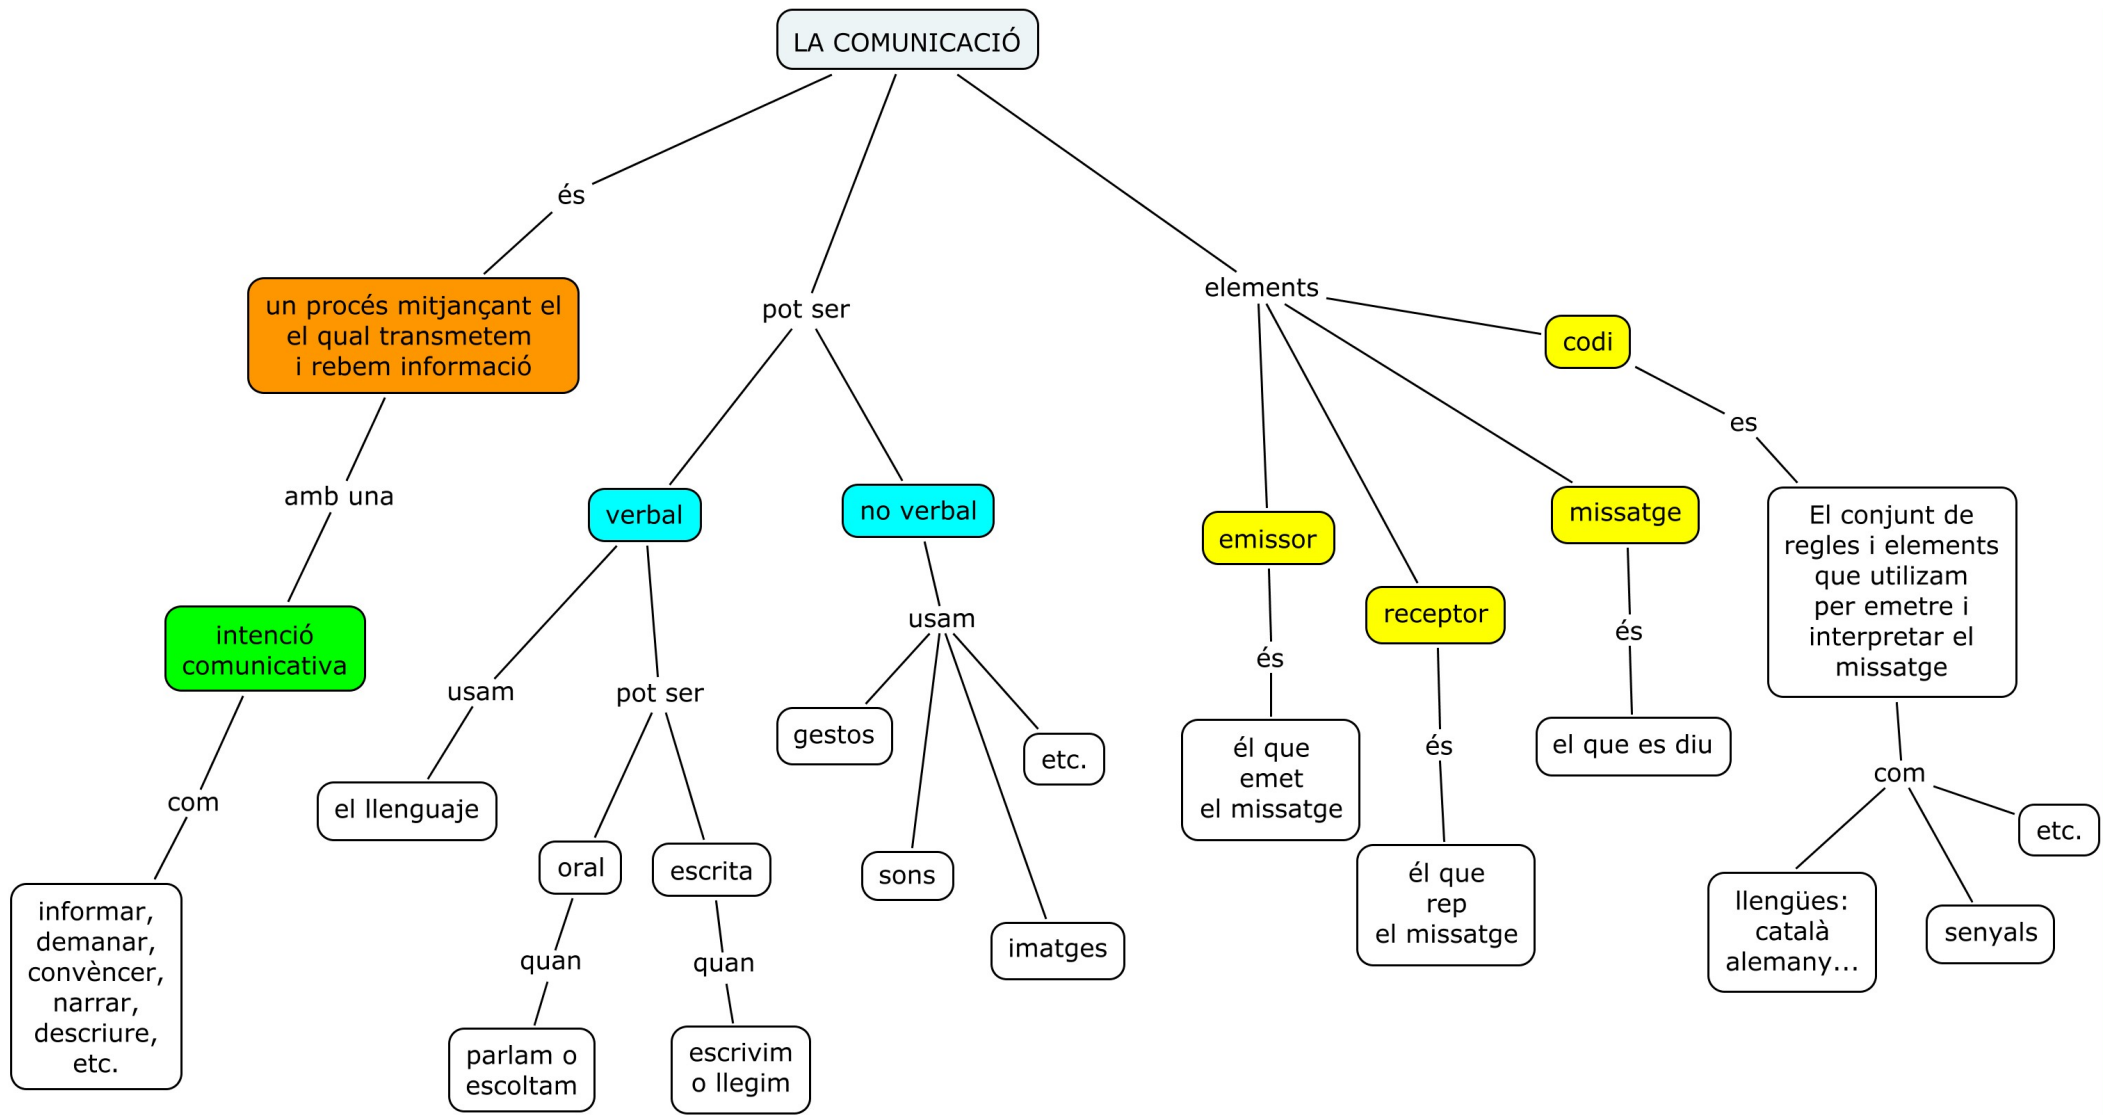 LA COMUNICACIÓ
és
un procés mitjançant el
el qual transmetem
i rebem informació
amb una
intenció
comunicativa
com
informar,
demanar,
convèncer,
narrar,
descriure,
etc.
pot ser
verbal
usam
el llenguaje
pot ser
oral
quan
parlam o
escoltam
escrita
quan
escrivim
o llegim
no verbal
usam
gestos
sons
imatges
etc.
elements
emissor
és
él que
emet
el missatge
receptor
és
él que
rep
el missatge
missatge
és
el que es diu
codi
es
El conjunt de
regles i elements
que utilizam
per emetre i
interpretar el
missatge
com
llengües:
català
alemany...
senyals
etc.